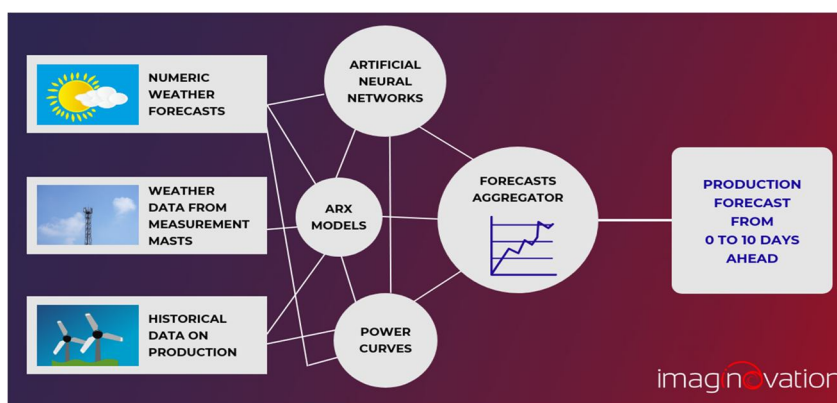 NUMERIC
WEATHER
FORECASTS
WEATHER
DATA FROM
MEASUREMENT
MASTS
HISTORICAL
DATA ON
PRODUCTION
ARTIFICIAL
NEURAL
NETWORKS
ARX
MODELS
POWER
CURVES
FORECASTS
AGGREGATOR
PRODUCTION
FORECAST
FROM
0 TO 10 DAYS
AHEAD
imaginovation